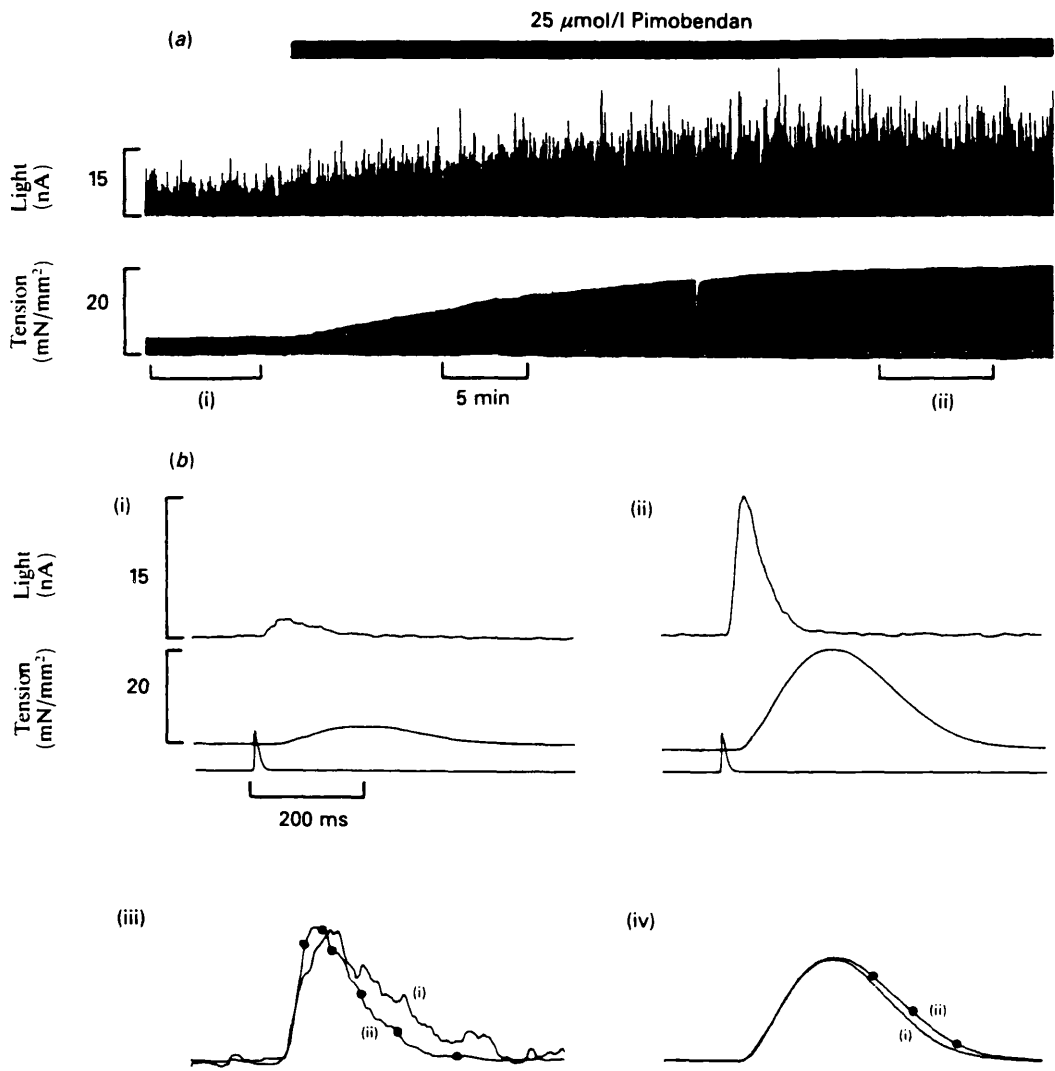 25 μmol/l Pimobendan
(a)
Light
(nA)
15
Tension
(mN/mm²)
20
(i)
5 min
(ii)
(b)
(i)
(ii)
Light
(nA)
15
Tension
(mN/mm²)
20
200 ms
(iii)
(iv)
(i)
(ii)
(ii)
(i)